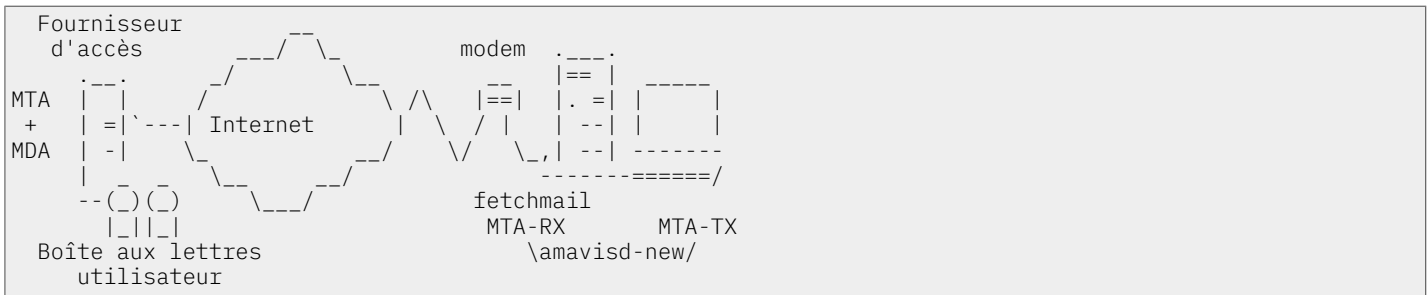 Fournisseur
d'accès
modem
MTA
+
MDA
Internet
fetchmail
MTA-RX MTA-TX
Boîte aux lettres
\amavisd-new/
utilisateur